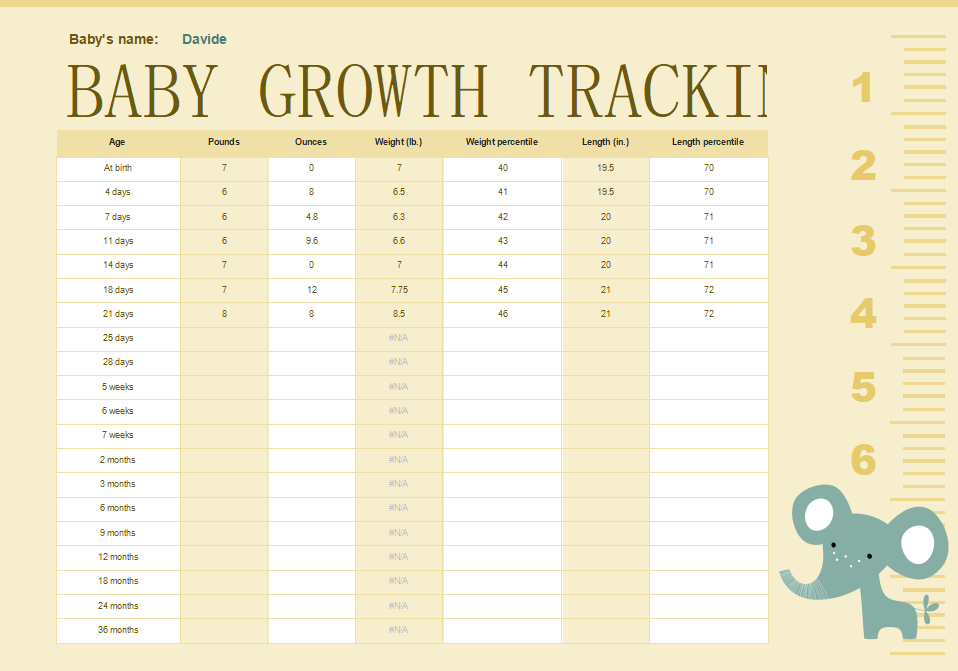 Baby's name: Davide
BABY GROWTH TRACKIN
Age Pounds Ounces Weight (lb.) Weight percentile Length (in.) Length percentile
At birth 7 0 7 40 19.5 70
4 days 6 8 6.5 41 19.5 70
7 days 6 4.8 6.3 42 20 71
11 days 6 9.6 6.6 43 20 71
14 days 7 0 7 44 20 71
18 days 7 12 7.75 45 21 72
21 days 8 8 8.5 46 21 72
25 days #N/A
28 days #N/A
5 weeks #N/A
6 weeks #N/A
7 weeks #N/A
2 months #N/A
3 months #N/A
6 months #N/A
9 months #N/A
12 months #N/A
18 months #N/A
24 months #N/A
36 months #N/A
1
2
3
4
5
6